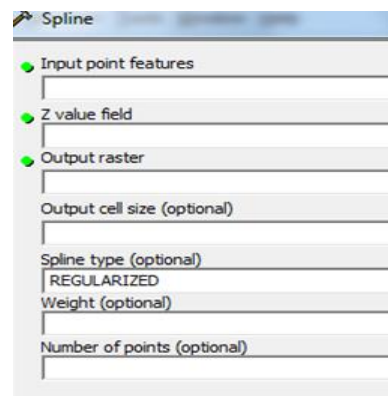 Spline
Input point features
Z value field
Output raster
Output cell size (optional)
Spline type (optional)
REGULARIZED
Weight (optional)
Number of points (optional)